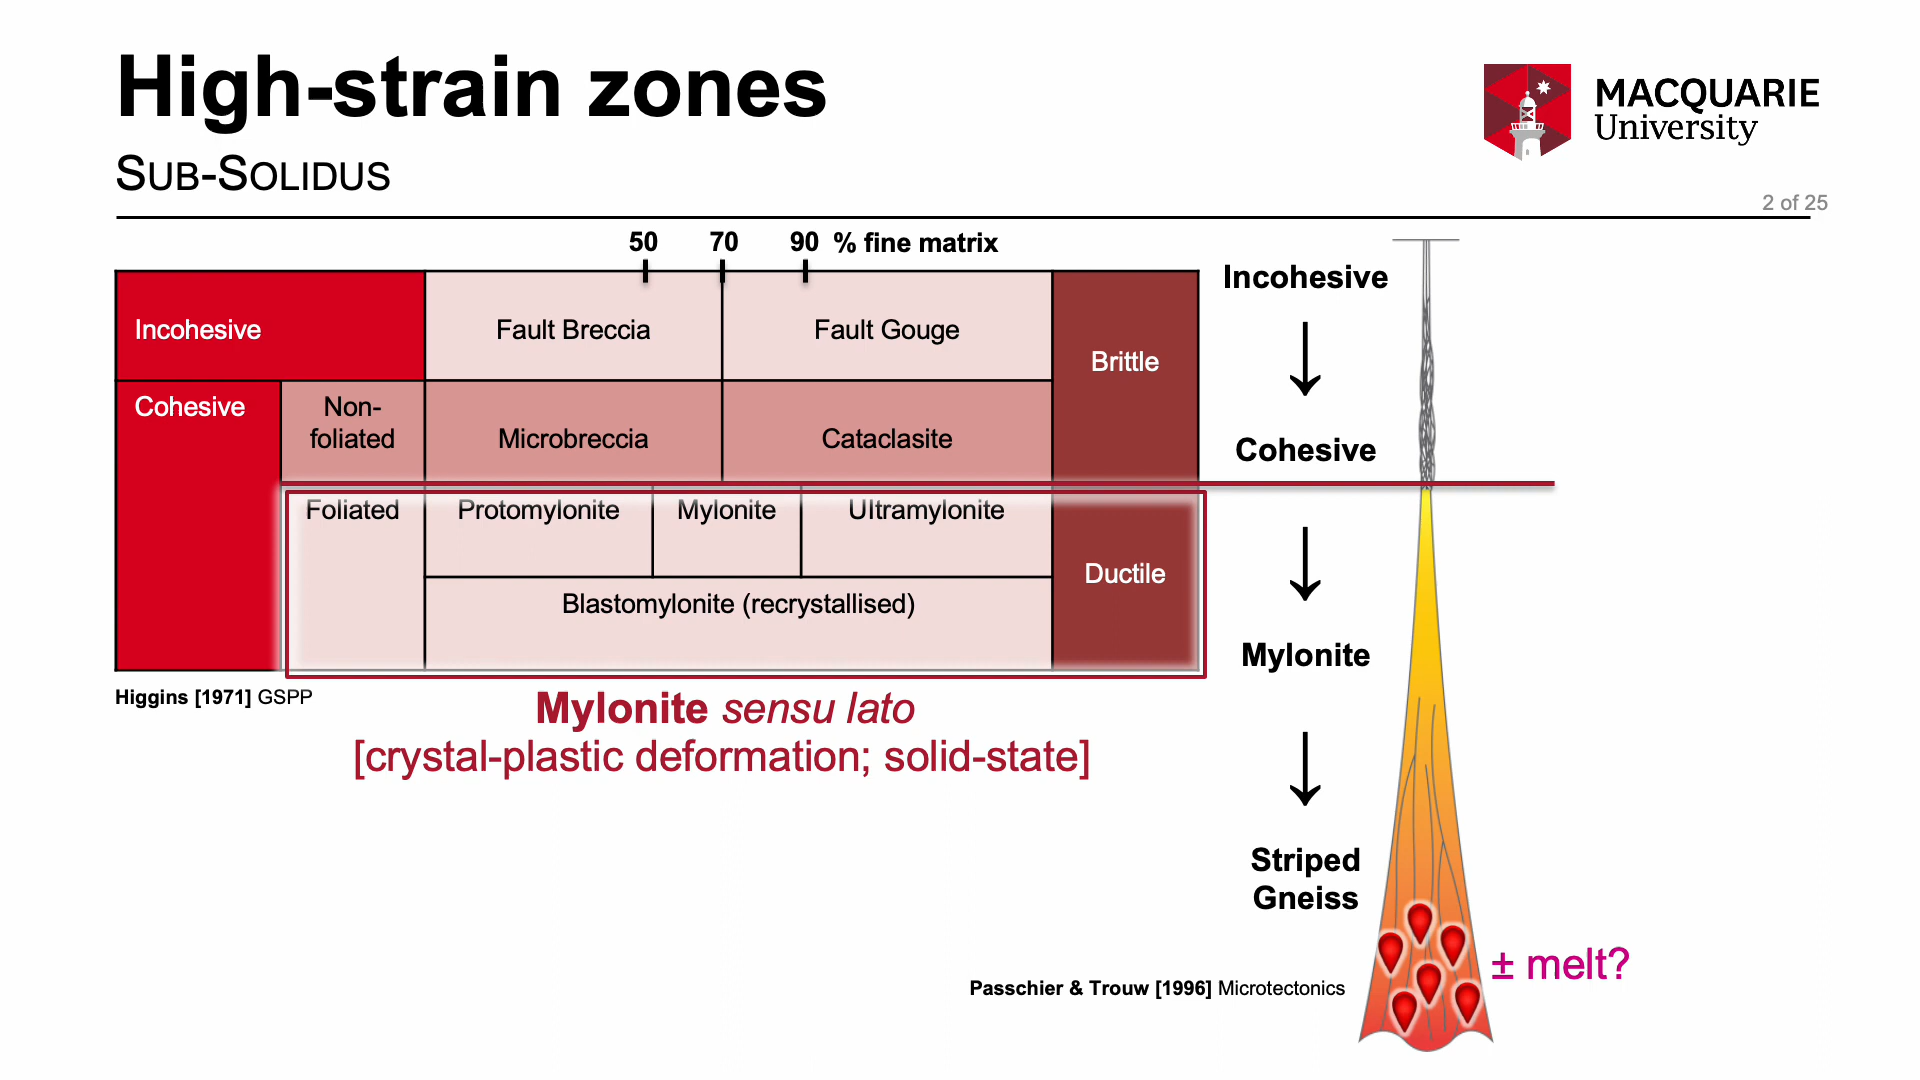 High-strain zones
SUB-SOLIDUS
MACQUARIE
University
2 of 25
50 70 90 % fine matrix
Incohesive
Fault Breccia
Fault Gouge
Brittle
Cohesive
Non-
foliated
Microbreccia
Cataclasite
Foliated
Protomylonite
Mylonite
Ultramylonite
Ductile
Blastomylonite (recrystallised)
Higgins [1971] GSPP
Mylonite sensu lato
[crystal-plastic deformation; solid-state]
Incohesive
Cohesive
Mylonite
Striped
Gneiss
± melt?
Passchier & Trouw [1996] Microtectonics